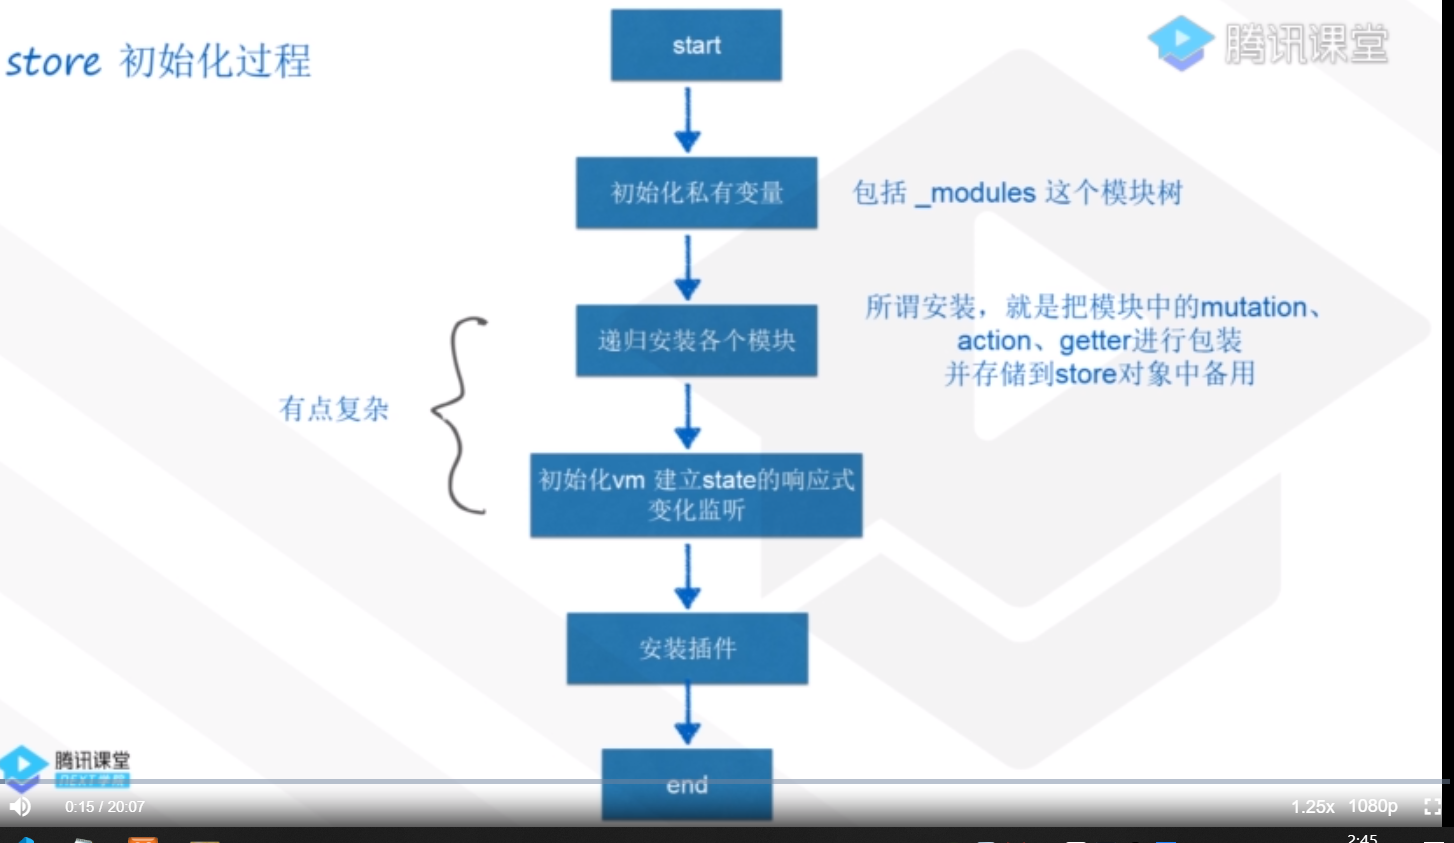 store 初始化过程
start
腾讯课堂
初始化私有变量
包括 _modules 这个模块树
递归安装各个模块
所谓安装，就是把模块中的mutation、
action、getter进行包装
并存储到store对象中备用
有点复杂
初始化vm 建立state的响应式
变化监听
安装插件
腾讯课堂
NEXT学院
end
0:15 / 20:07
1.25x 1080p
2:45